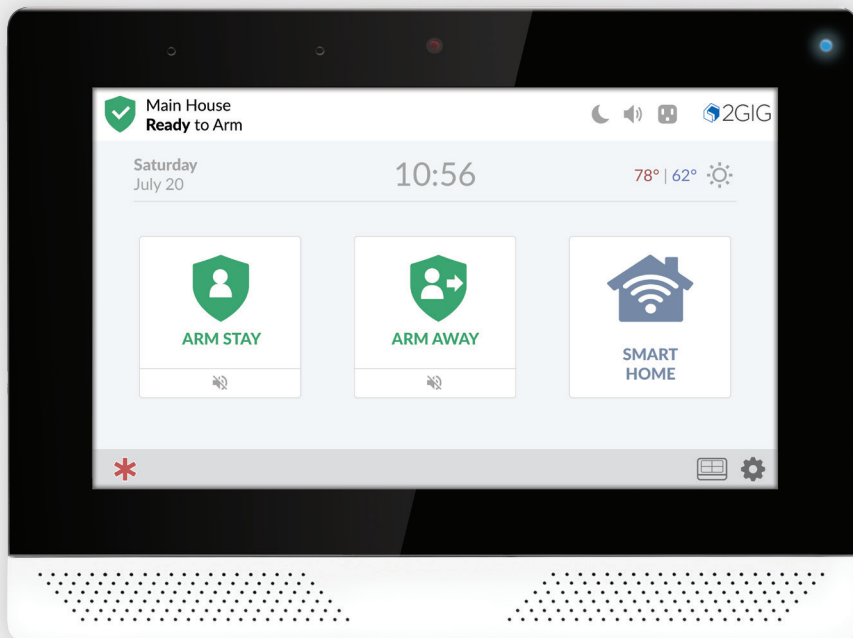 Main House
Ready to Arm
2GIG
Saturday
July 20
10:56
78° | 62°
ARM STAY
ARM AWAY
SMART
HOME